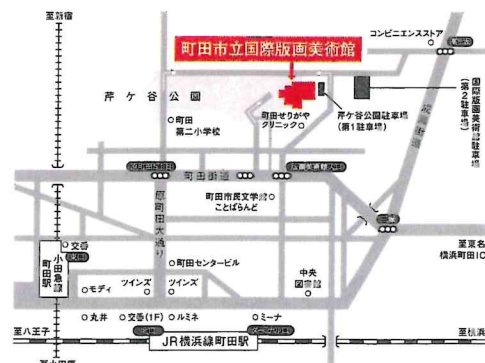 至新宿
コンビニエンスストア
町田市立国際版画美術館
芹ケ谷公園
町田
第二小学校
町田せりがや
クリニック
芹ケ谷公園駐車場
(第1駐車場)
国際版画美術館駐車場
(第2駐車場)
町田街道
原町田大通り
町田市民文学館
ことばらんど
至東名
横浜町田IC
交番
小田急線
町田駅
町田センタービル
モディ
ツインズ
ツインズ
中央
図書館
丸井
交番(1F)
ルミネ
ミーナ
至八王子
JR横浜線町田駅
至横浜
至小田原